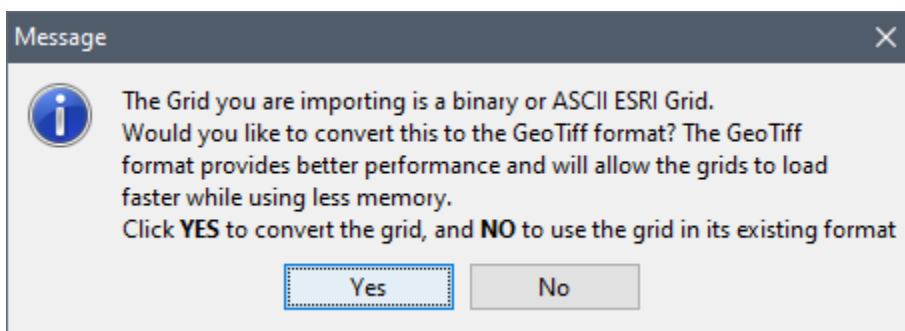 Message
The Grid you are importing is a binary or ASCII ESRI Grid.
Would you like to convert this to the GeoTiff format? The GeoTiff
format provides better performance and will allow the grids to load
faster while using less memory.
Click YES to convert the grid, and NO to use the grid in its existing format
Yes No